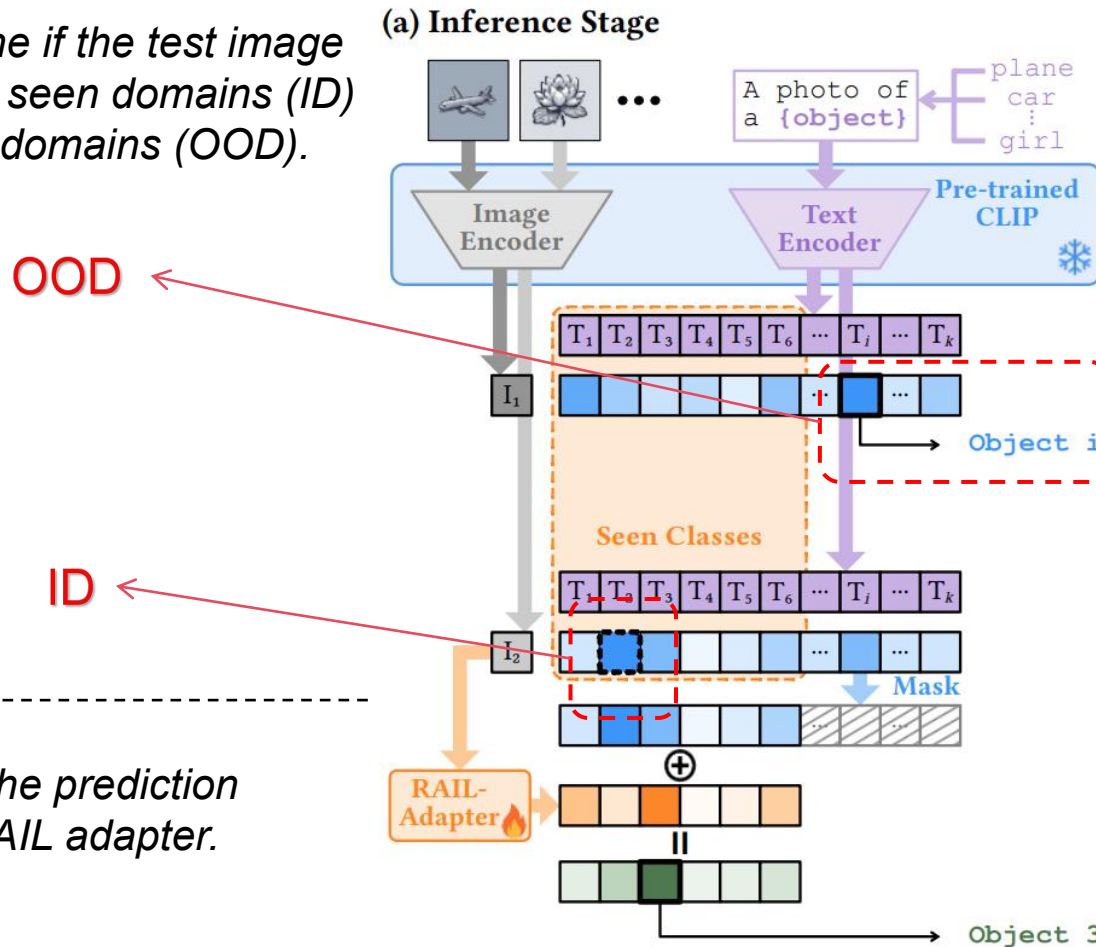 (a) Inference Stage
ne if the test image
seen domains (ID)
domains (OOD).
A photo of
a {object}
plane
car
⋮
girl
Pre-trained
CLIP
Image
Encoder
Text
Encoder
OOD
T1 T2 T3 T4 T5 T6 ... Ti ... Tk
I1
... ...
Object i
Seen Classes
ID
T1 T2 T3 T4 T5 T6 ... Ti ... Tk
I2
... ...
Mask
... ...
he prediction
AIL adapter.
RAIL-
Adapter
Object 3